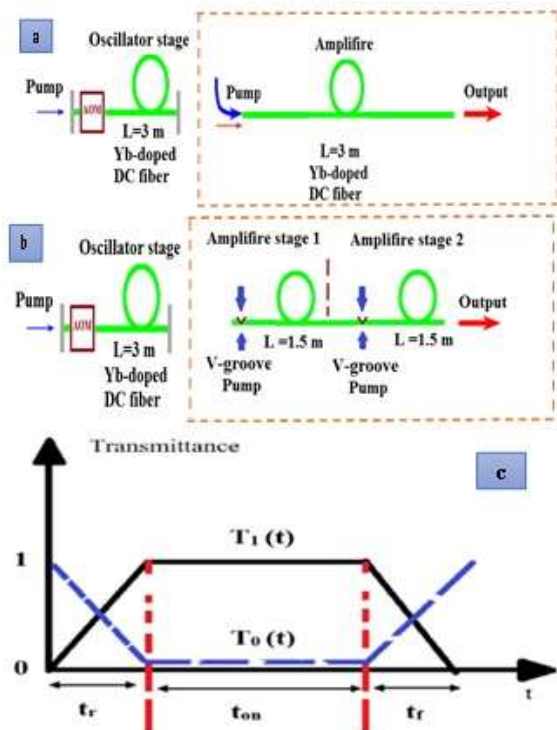 a
Oscillator stage
Pump
AOM
L=3 m
Yb-doped
DC fiber
Amplifire
Pump
Output
L=3 m
Yb-doped
DC fiber
b
Oscillator stage
Pump
AOM
L=3 m
Yb-doped
DC fiber
Amplifire stage 1 Amplifire stage 2
Output
L =1.5 m L =1.5 m
V-groove V-groove
Pump Pump
Transmittance
c
1
T1 (t)
T0 (t)
0
t
tr ton tf